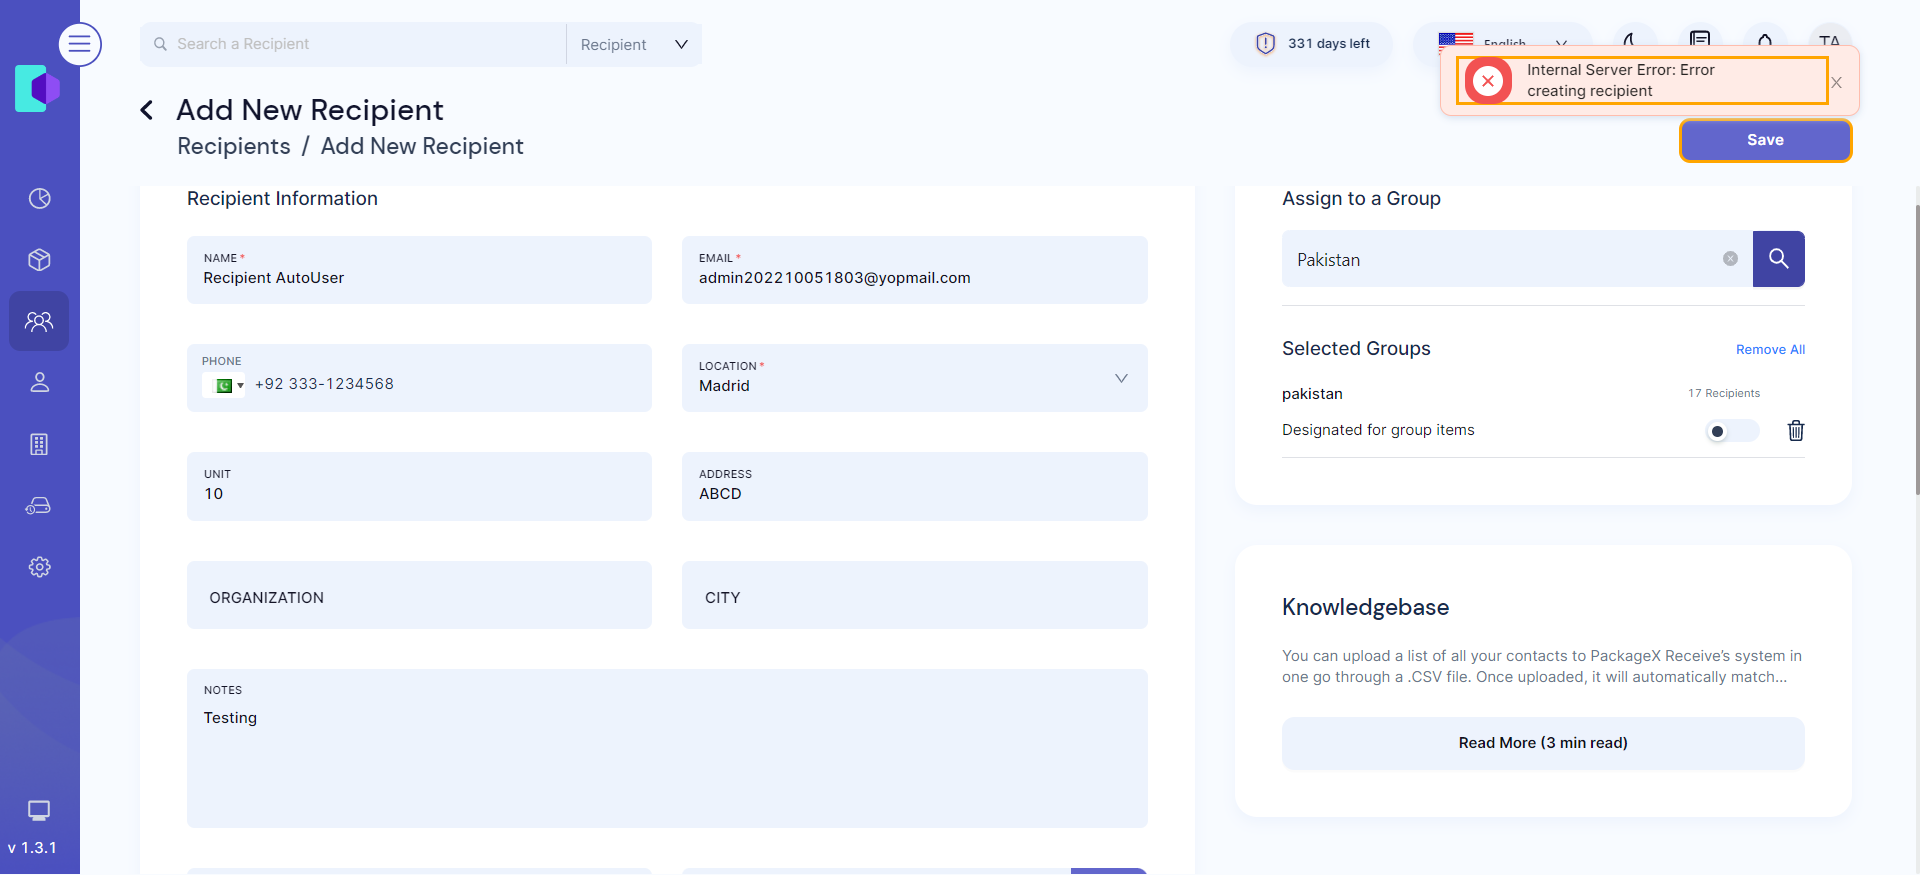 Search a Recipient
Recipient
331 days left
English
TA
Internal Server Error: Error
creating recipient
Add New Recipient
Recipients / Add New Recipient
Save
Recipient Information
NAME *
Recipient AutoUser
EMAIL *
admin202210051803@yopmail.com
PHONE
+92 333-1234568
LOCATION *
Madrid
UNIT
10
ADDRESS
ABCD
ORGANIZATION
CITY
NOTES
Testing
Assign to a Group
Pakistan
Selected Groups
Remove All
pakistan
17 Recipients
Designated for group items
Knowledgebase
You can upload a list of all your contacts to PackageX Receive's system in
one go through a .CSV file. Once uploaded, it will automatically match...
Read More (3 min read)
v 1.3.1